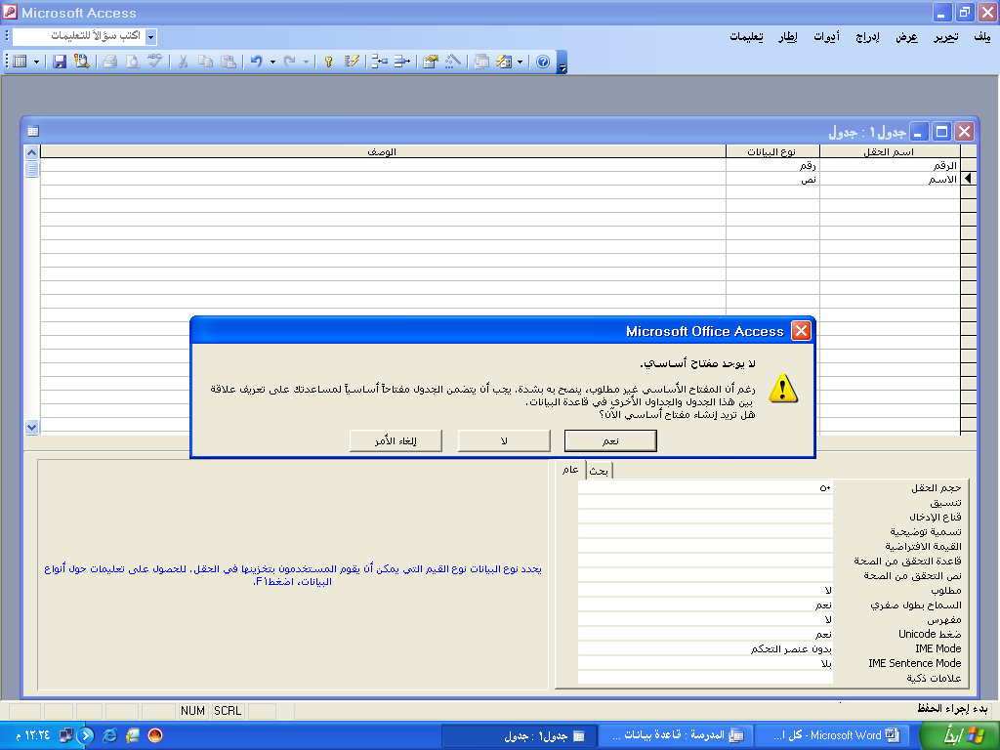 Microsoft Access
ملف تحرير عرض إدراج أدوات إطار تعليمات
اكتب سؤالاً للتعليمات
جدول١ : جدول
اسم الحقل نوع البيانات الوصف
الرقم رقم
الاسم نص
Microsoft Office Access
لا يوجد مفتاح أساسي.
رغم أن المفتاح الأساسي غير مطلوب، ينصح به بشدة. يجب أن يتضمن الجدول مفتاحاً أساسياً لمساعدتك على تعريف علاقة
بين هذا الجدول والجداول الأخرى في قاعدة البيانات.
هل تريد إنشاء مفتاح أساسي الآن؟
نعم لا إلغاء الأمر
عام بحث
حجم الحقل ٥٠
تنسيق
قناع الإدخال
تسمية توضيحية
القيمة الافتراضية
قاعدة التحقق من الصحة
نص التحقق من الصحة
مطلوب لا
السماح بطول صفري نعم
مفهرس لا
ضغط Unicode نعم
IME Mode بدون عنصر التحكم
IME Sentence Mode بلا
علامات ذكية
يحدد نوع البيانات نوع القيم التي يمكن أن يقوم المستخدمون بتخزينها في الحقل. للحصول على تعليمات حول أنواع
البيانات، اضغط F١.
بدء إجراء الحفظ
NUM SCRL
ابدأ
Microsoft Word - كل ا...
المدرسة : قاعدة بيانات ...
جدول١ : جدول
١٢:٢٤ م